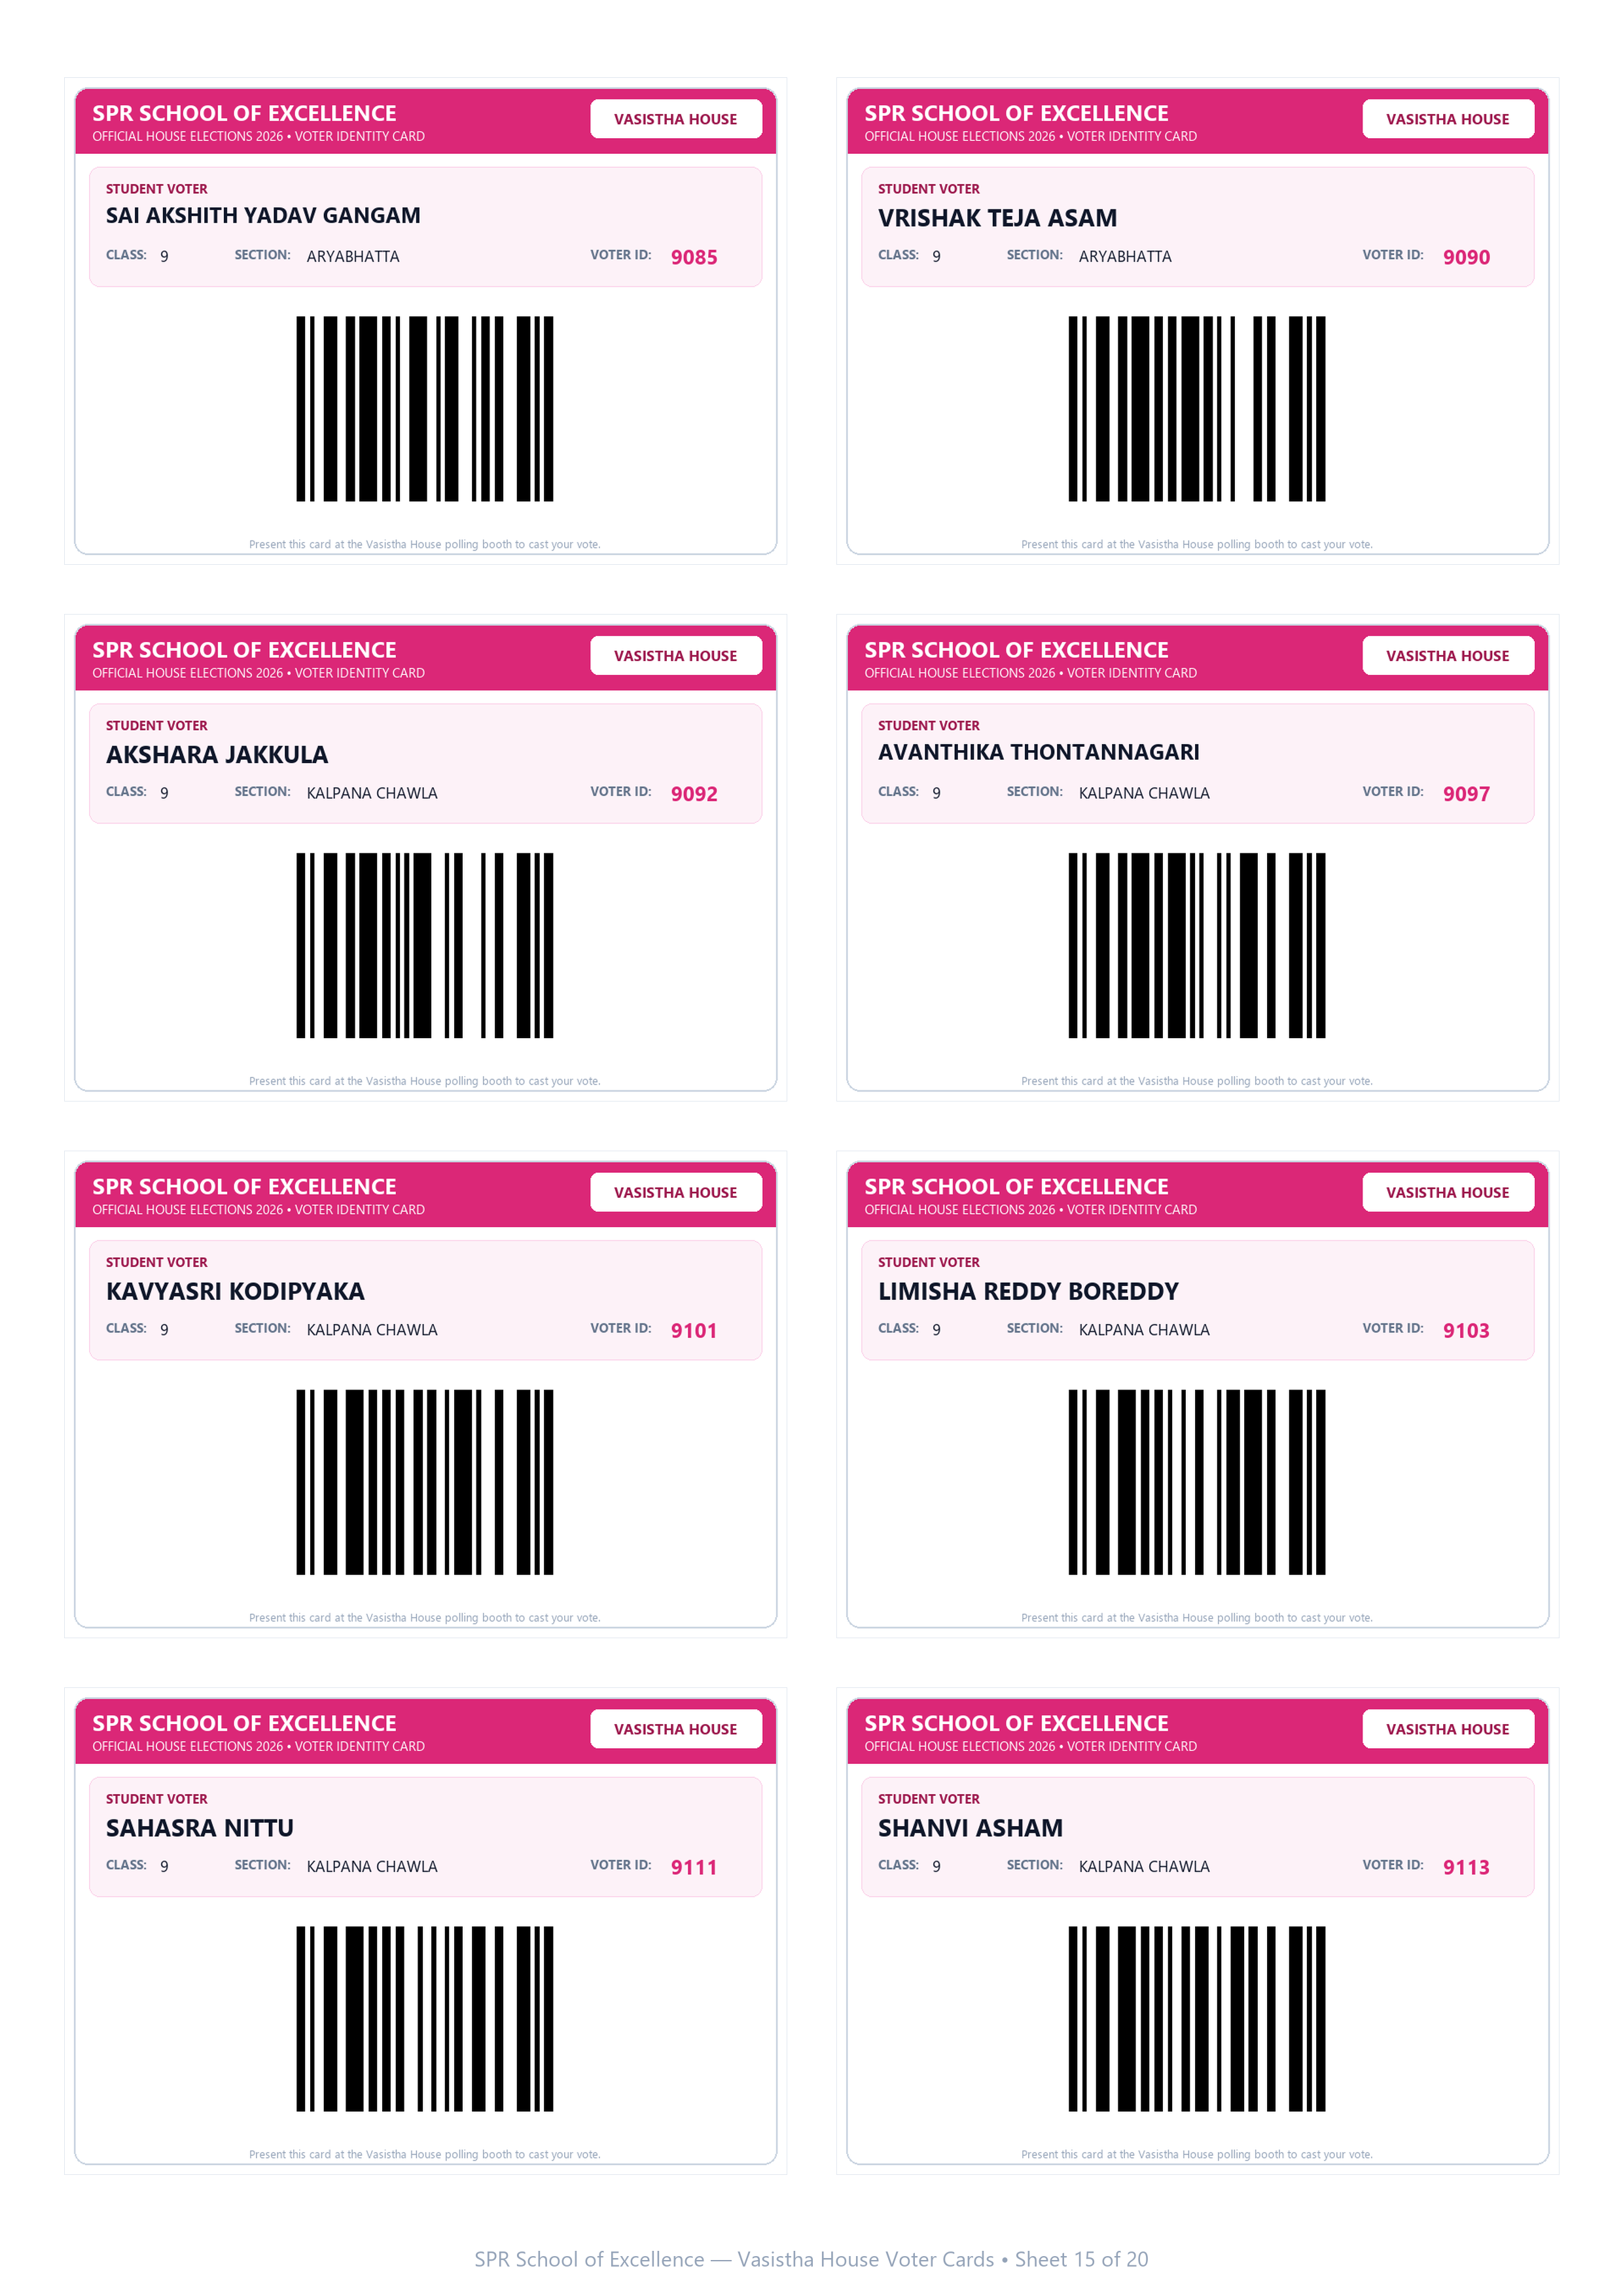 SPR SCHOOL OF EXCELLENCE
OFFICIAL HOUSE ELECTIONS 2026 • VOTER IDENTITY CARD
VASISTHA HOUSE
STUDENT VOTER
SAI AKSHITH YADAV GANGAM
CLASS: 9 SECTION: ARYABHATTA VOTER ID: 9085
Present this card at the Vasistha House polling booth to cast your vote.
SPR SCHOOL OF EXCELLENCE
OFFICIAL HOUSE ELECTIONS 2026 • VOTER IDENTITY CARD
VASISTHA HOUSE
STUDENT VOTER
VRISHAK TEJA ASAM
CLASS: 9 SECTION: ARYABHATTA VOTER ID: 9090
Present this card at the Vasistha House polling booth to cast your vote.
SPR SCHOOL OF EXCELLENCE
OFFICIAL HOUSE ELECTIONS 2026 • VOTER IDENTITY CARD
VASISTHA HOUSE
STUDENT VOTER
AKSHARA JAKKULA
CLASS: 9 SECTION: KALPANA CHAWLA VOTER ID: 9092
Present this card at the Vasistha House polling booth to cast your vote.
SPR SCHOOL OF EXCELLENCE
OFFICIAL HOUSE ELECTIONS 2026 • VOTER IDENTITY CARD
VASISTHA HOUSE
STUDENT VOTER
AVANTHIKA THONTANNAGARI
CLASS: 9 SECTION: KALPANA CHAWLA VOTER ID: 9097
Present this card at the Vasistha House polling booth to cast your vote.
SPR SCHOOL OF EXCELLENCE
OFFICIAL HOUSE ELECTIONS 2026 • VOTER IDENTITY CARD
VASISTHA HOUSE
STUDENT VOTER
KAVYASRI KODIPYAKA
CLASS: 9 SECTION: KALPANA CHAWLA VOTER ID: 9101
Present this card at the Vasistha House polling booth to cast your vote.
SPR SCHOOL OF EXCELLENCE
OFFICIAL HOUSE ELECTIONS 2026 • VOTER IDENTITY CARD
VASISTHA HOUSE
STUDENT VOTER
LIMISHA REDDY BOREDDY
CLASS: 9 SECTION: KALPANA CHAWLA VOTER ID: 9103
Present this card at the Vasistha House polling booth to cast your vote.
SPR SCHOOL OF EXCELLENCE
OFFICIAL HOUSE ELECTIONS 2026 • VOTER IDENTITY CARD
VASISTHA HOUSE
STUDENT VOTER
SAHASRA NITTU
CLASS: 9 SECTION: KALPANA CHAWLA VOTER ID: 9111
Present this card at the Vasistha House polling booth to cast your vote.
SPR SCHOOL OF EXCELLENCE
OFFICIAL HOUSE ELECTIONS 2026 • VOTER IDENTITY CARD
VASISTHA HOUSE
STUDENT VOTER
SHANVI ASHAM
CLASS: 9 SECTION: KALPANA CHAWLA VOTER ID: 9113
Present this card at the Vasistha House polling booth to cast your vote.
SPR School of Excellence — Vasistha House Voter Cards • Sheet 15 of 20